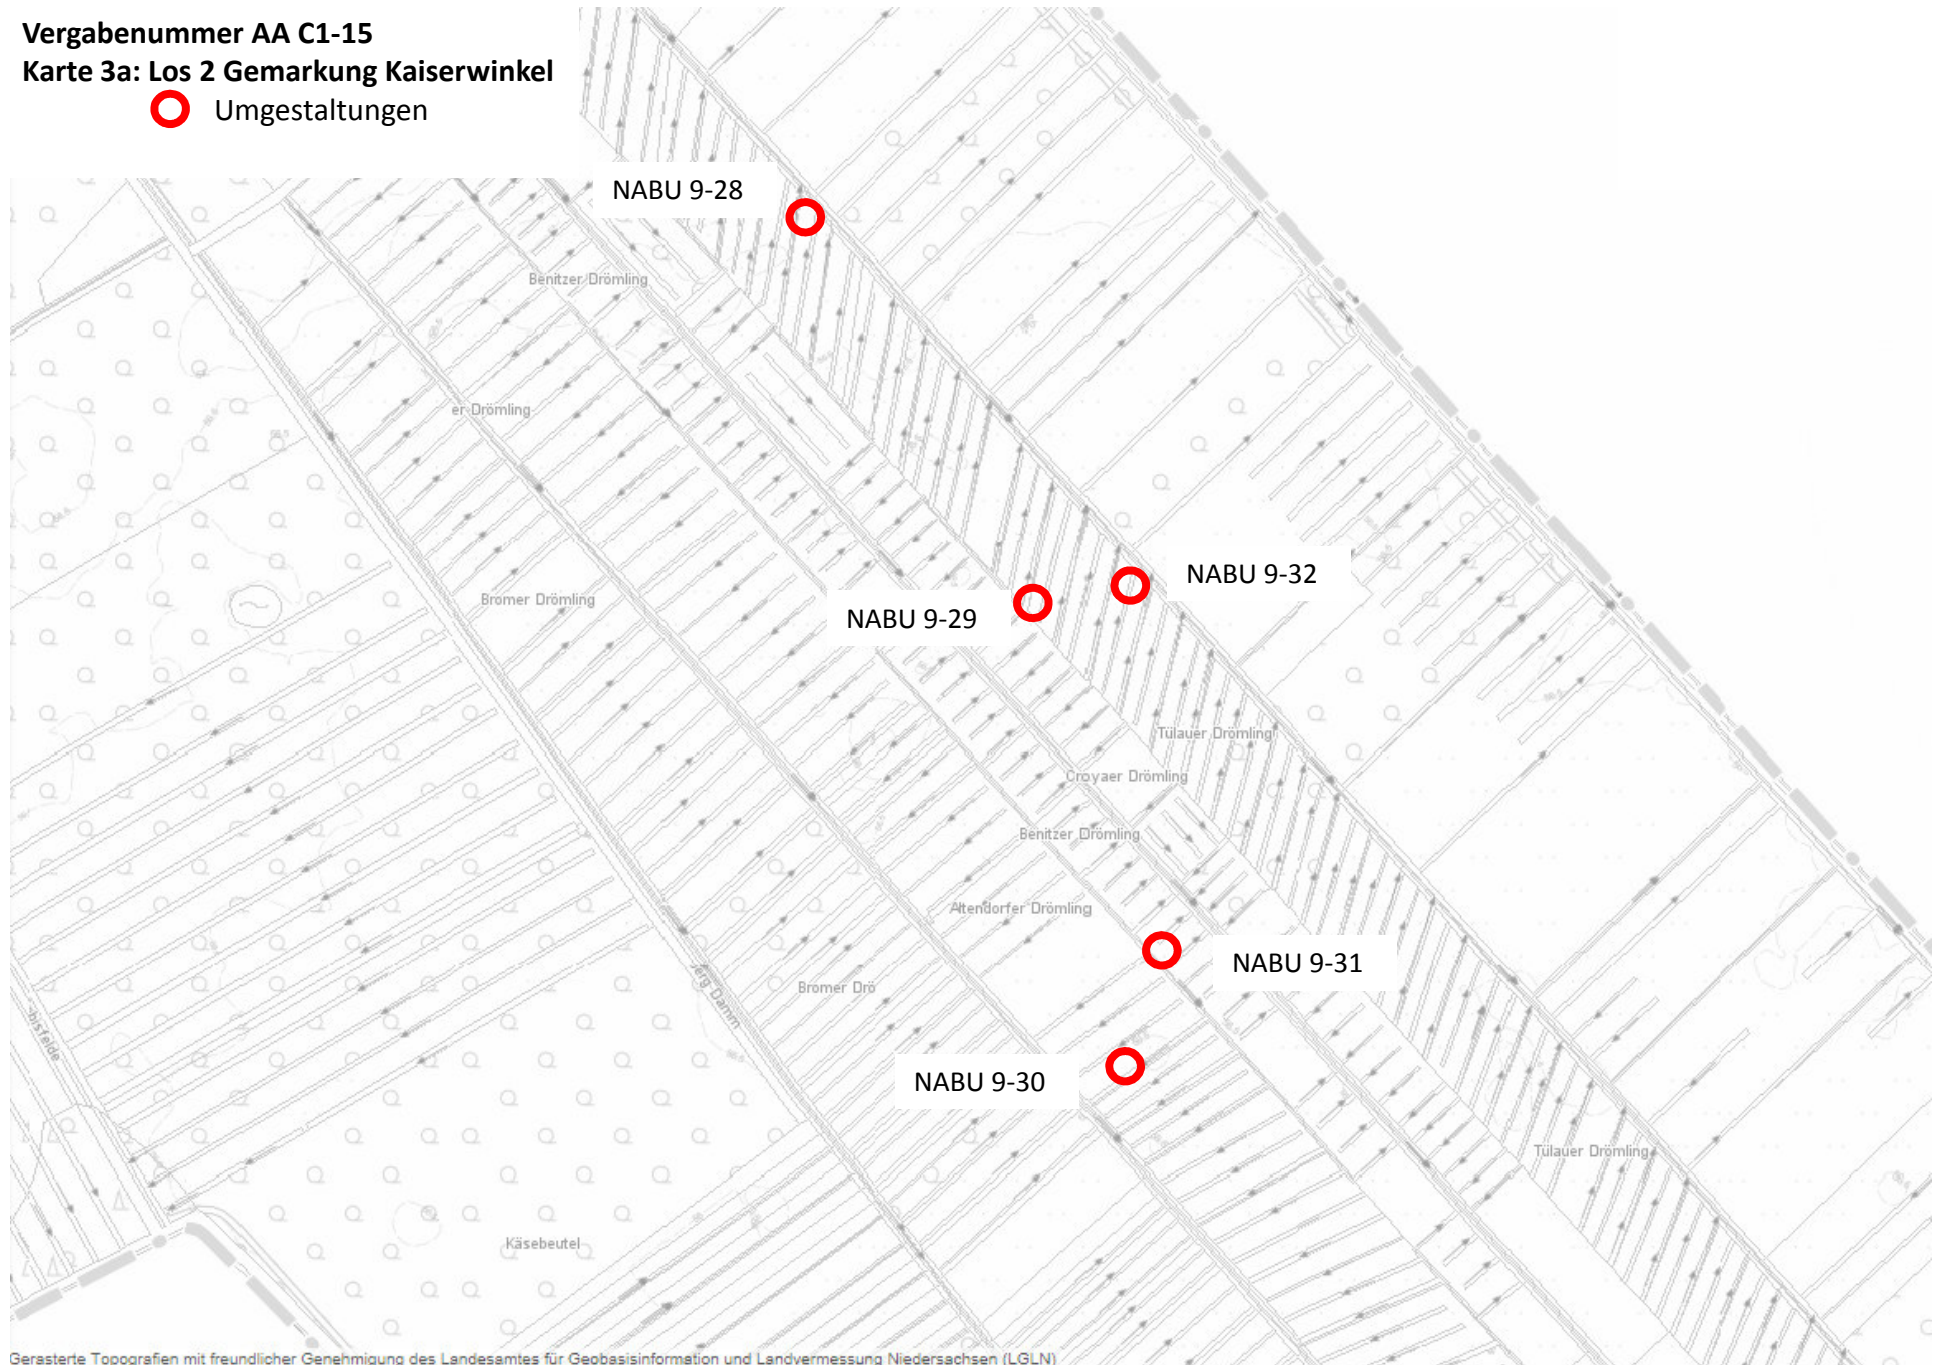 Vergabenummer AA C1-15
Karte 3a: Los 2 Gemarkung Kaiserwinkel
Umgestaltungen
NABU 9-28
Benitzer Drömling
er Drömling
Bromer Drömling
NABU 9-32
NABU 9-29
Tülauer Drömling
Croyaer Drömling
Benitzer Drömling
Altendorfer Drömling
NABU 9-31
Bromer Drö
erg Damm
bisfelde
NABU 9-30
Tülauer Drömling
Käsebeutel
Gerasterte Topografien mit freundlicher Genehmigung des Landesamtes für Geobasisinformation und Landvermessung Niedersachsen (LGLN)